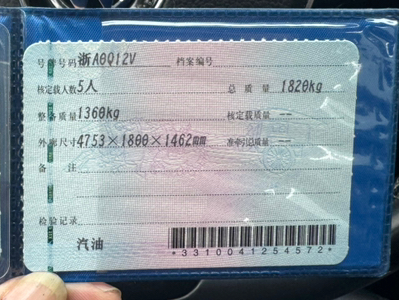 号牌号码 浙A0Q12V 档案编号
核定载人数 5人 总质量 1820kg
整备质量 1360kg 核定载质量 --
外廓尺寸 4753×1800×1462mm 准牵引总质量 --
备注
检验记录
汽油
*3310041254572*